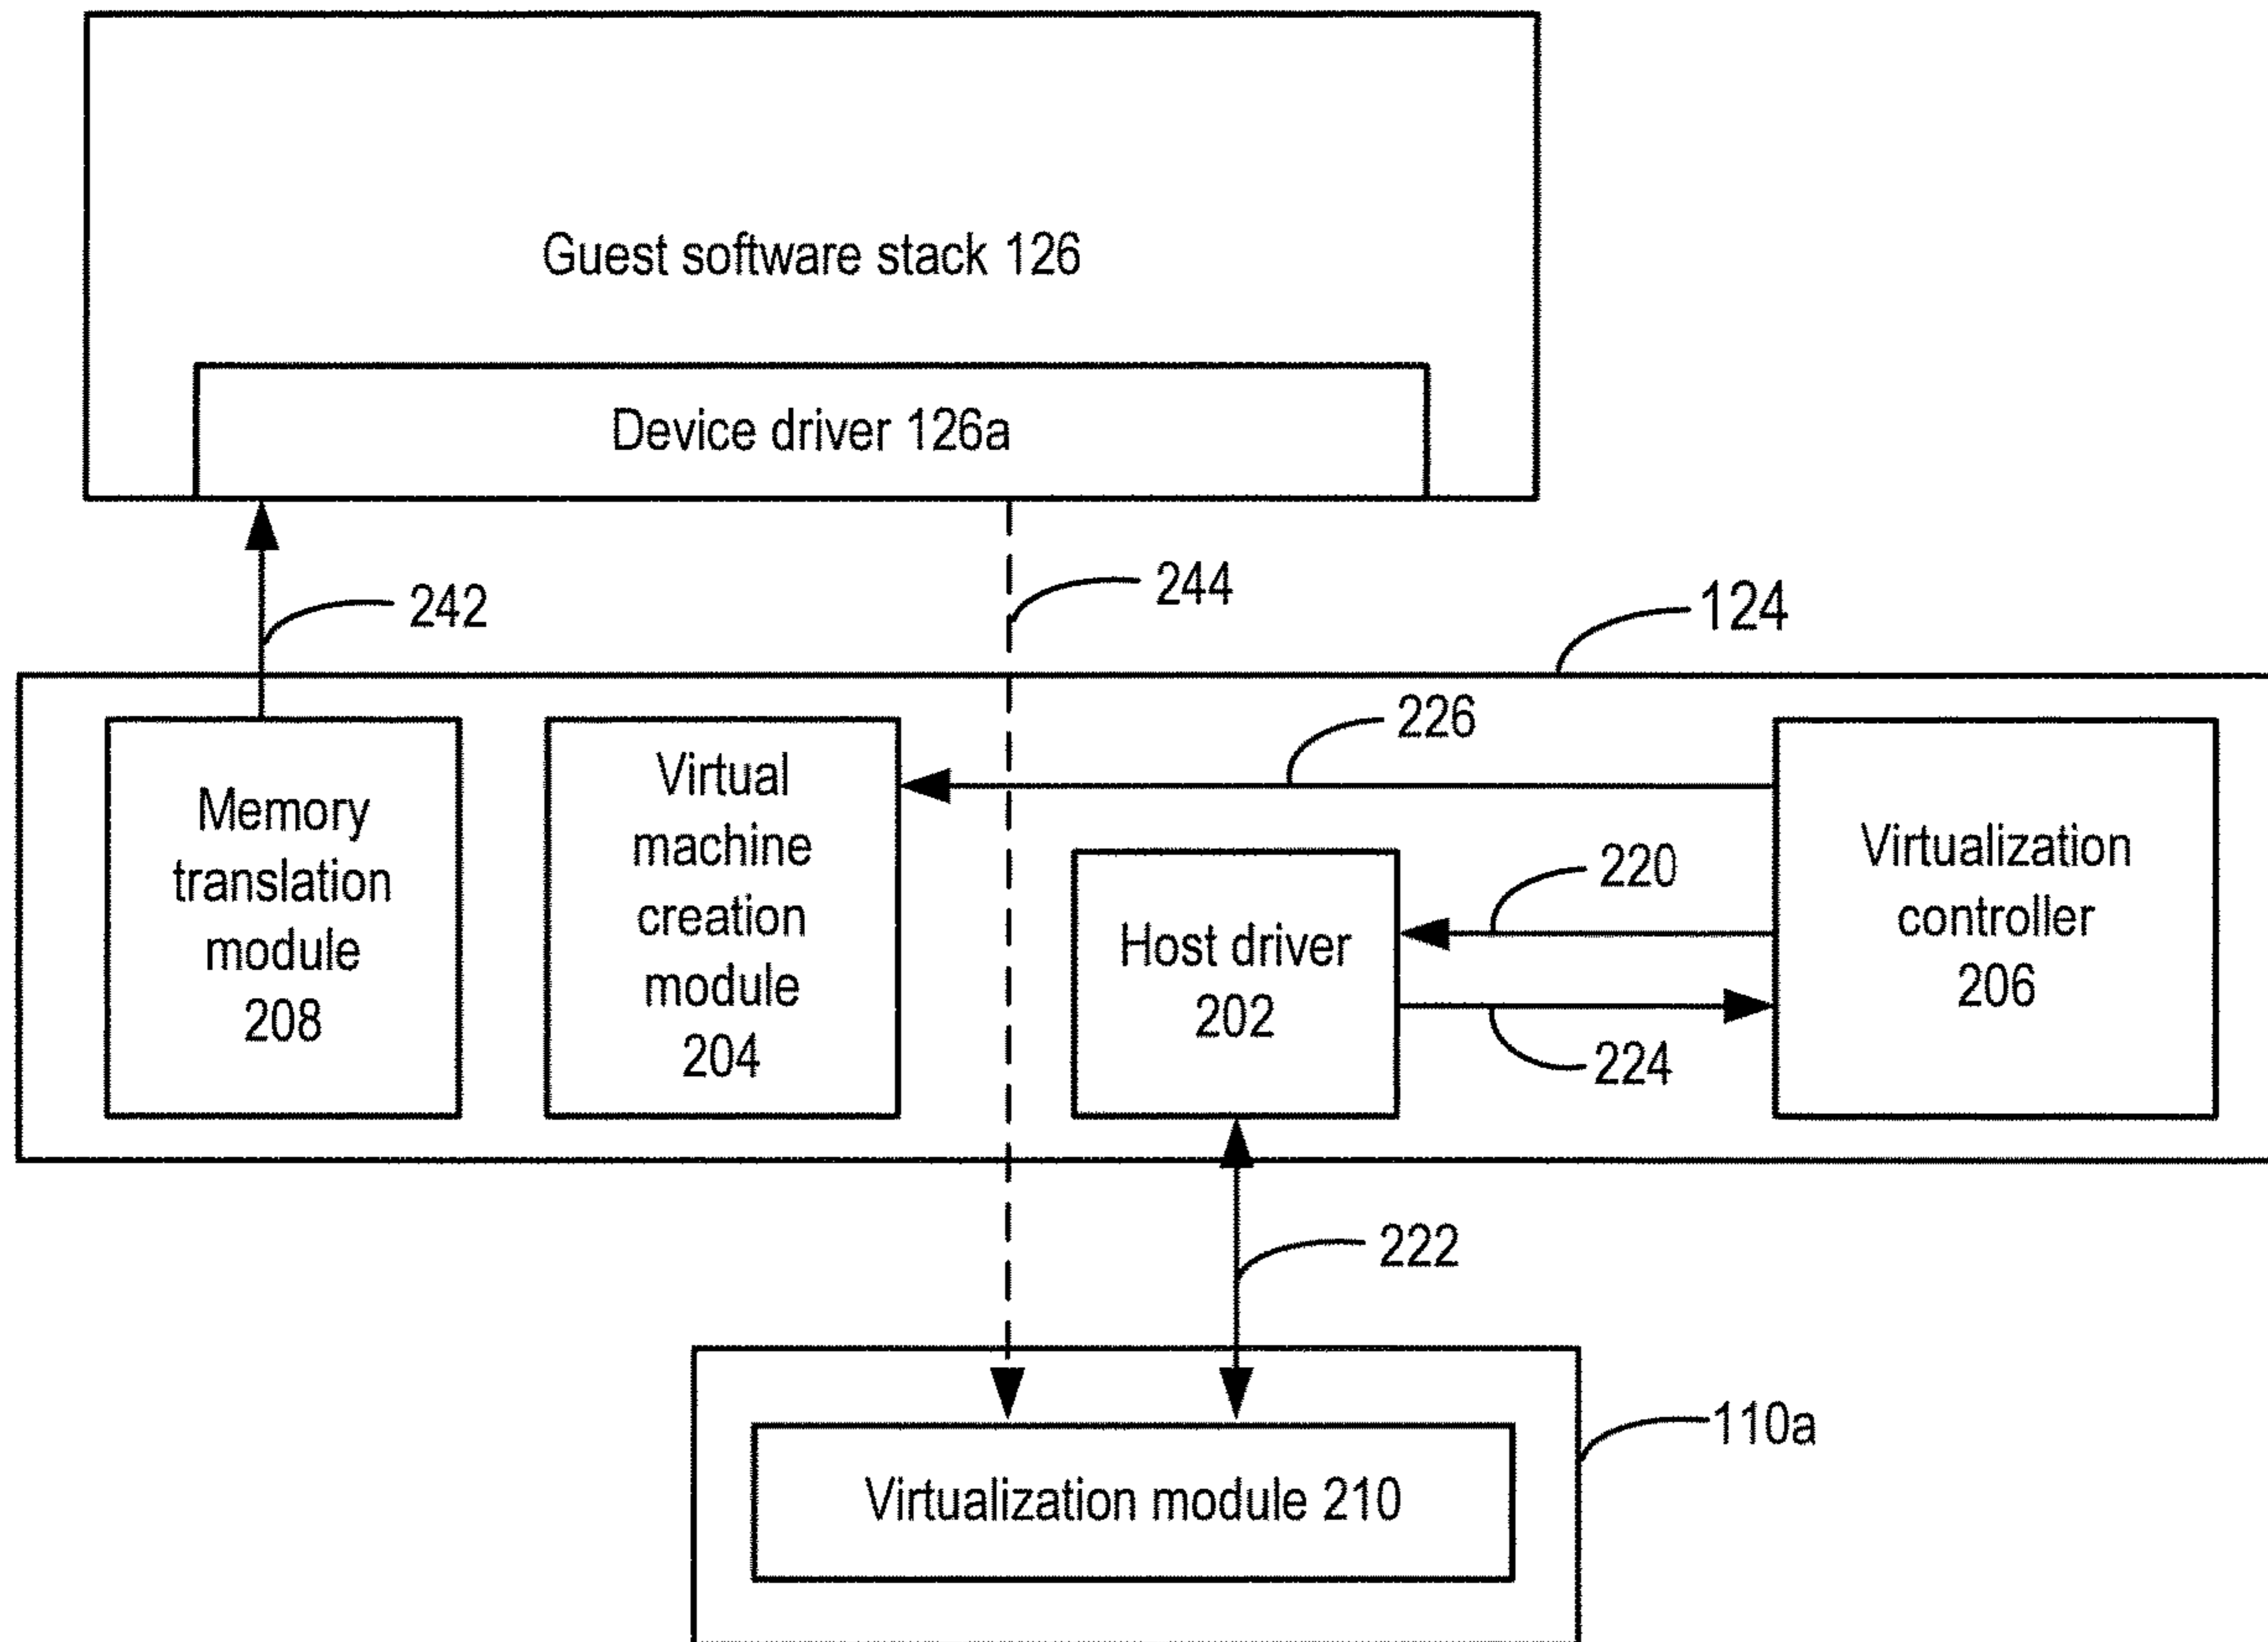 Guest software stack 126
Device driver 126a
242
244
124
226
Memory
translation
module
208
Virtual
machine
creation
module
204
Host driver
202
220
224
Virtualization
controller
206
222
110a
Virtualization module 210